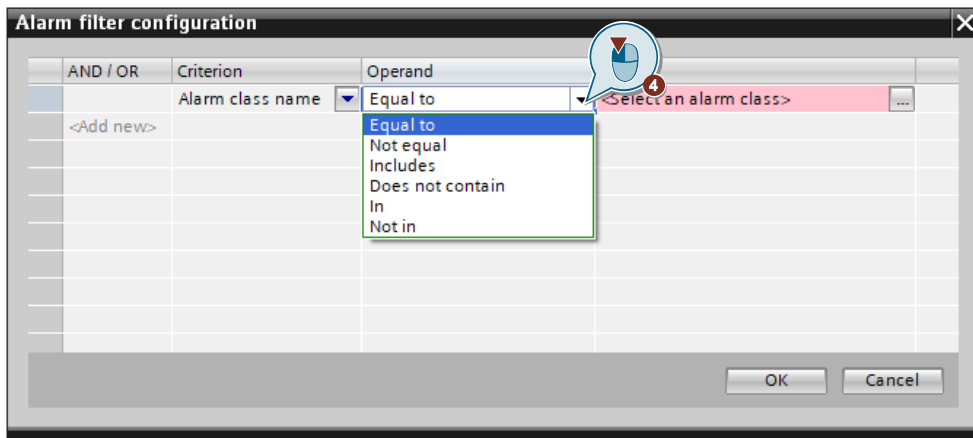 Alarm filter configuration
AND / OR Criterion Operand
Alarm class name Equal to <Select an alarm class> ...
4
<Add new>
Equal to
Not equal
Includes
Does not contain
In
Not in
OK Cancel